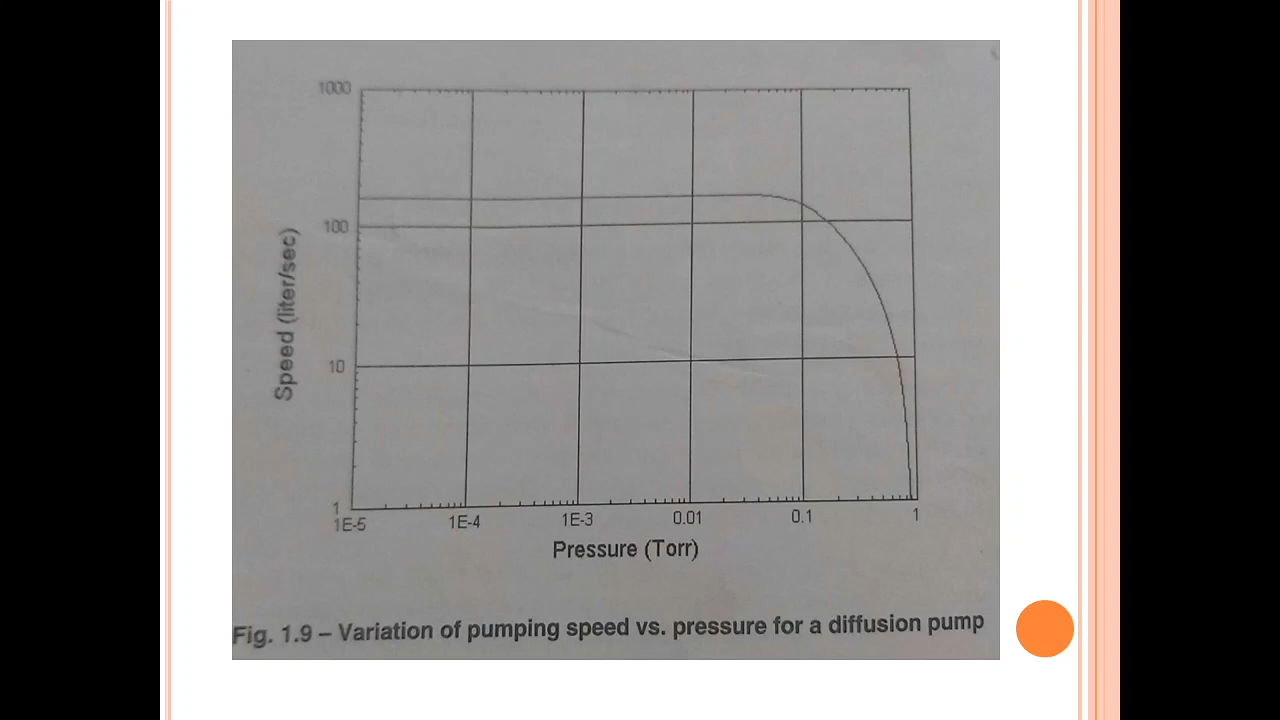 1000
100
10
1
Speed (liter/sec)
1E-5 1E-4 1E-3 0.01 0.1 1
Pressure (Torr)
Fig. 1.9 – Variation of pumping speed vs. pressure for a diffusion pump